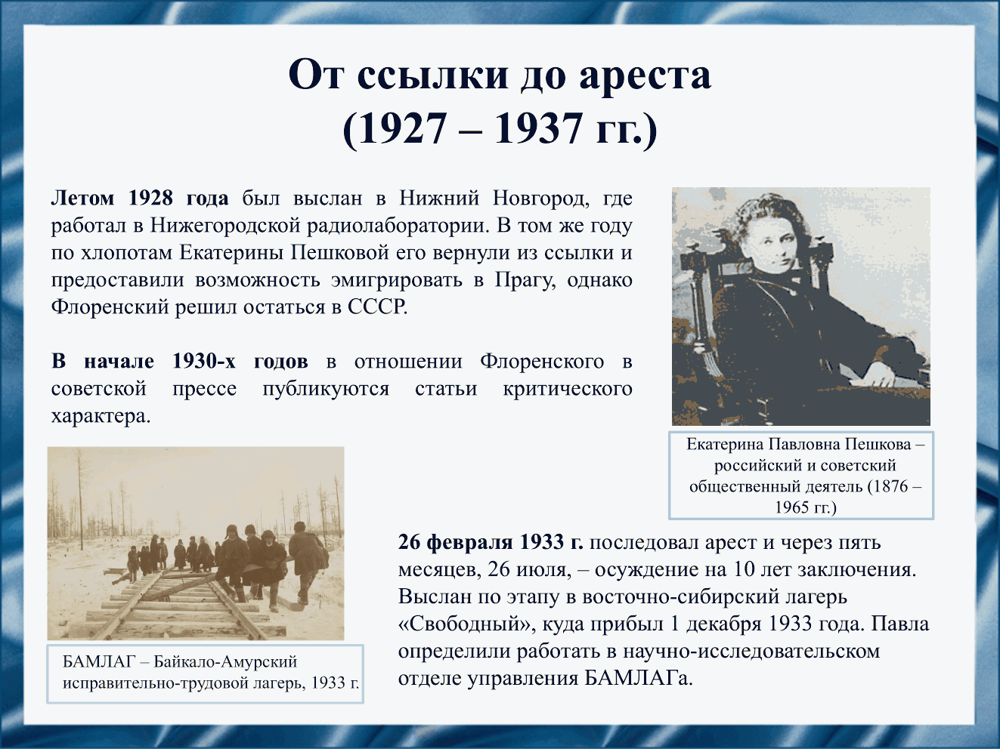 От ссылки до ареста
(1927 – 1937 гг.)
Летом 1928 года был выслан в Нижний Новгород, где
работал в Нижегородской радиолаборатории. В том же году
по хлопотам Екатерины Пешковой его вернули из ссылки и
предоставили возможность эмигрировать в Прагу, однако
Флоренский решил остаться в СССР.
В начале 1930-х годов в отношении Флоренского в
советской прессе публикуются статьи критического
характера.
Екатерина Павловна Пешкова –
российский и советский
общественный деятель (1876 –
1965 гг.)
26 февраля 1933 г. последовал арест и через пять
месяцев, 26 июля, – осуждение на 10 лет заключения.
Выслан по этапу в восточно-сибирский лагерь
«Свободный», куда прибыл 1 декабря 1933 года. Павла
определили работать в научно-исследовательском
отделе управления БАМЛАГа.
БАМЛАГ – Байкало-Амурский
исправительно-трудовой лагерь, 1933 г.